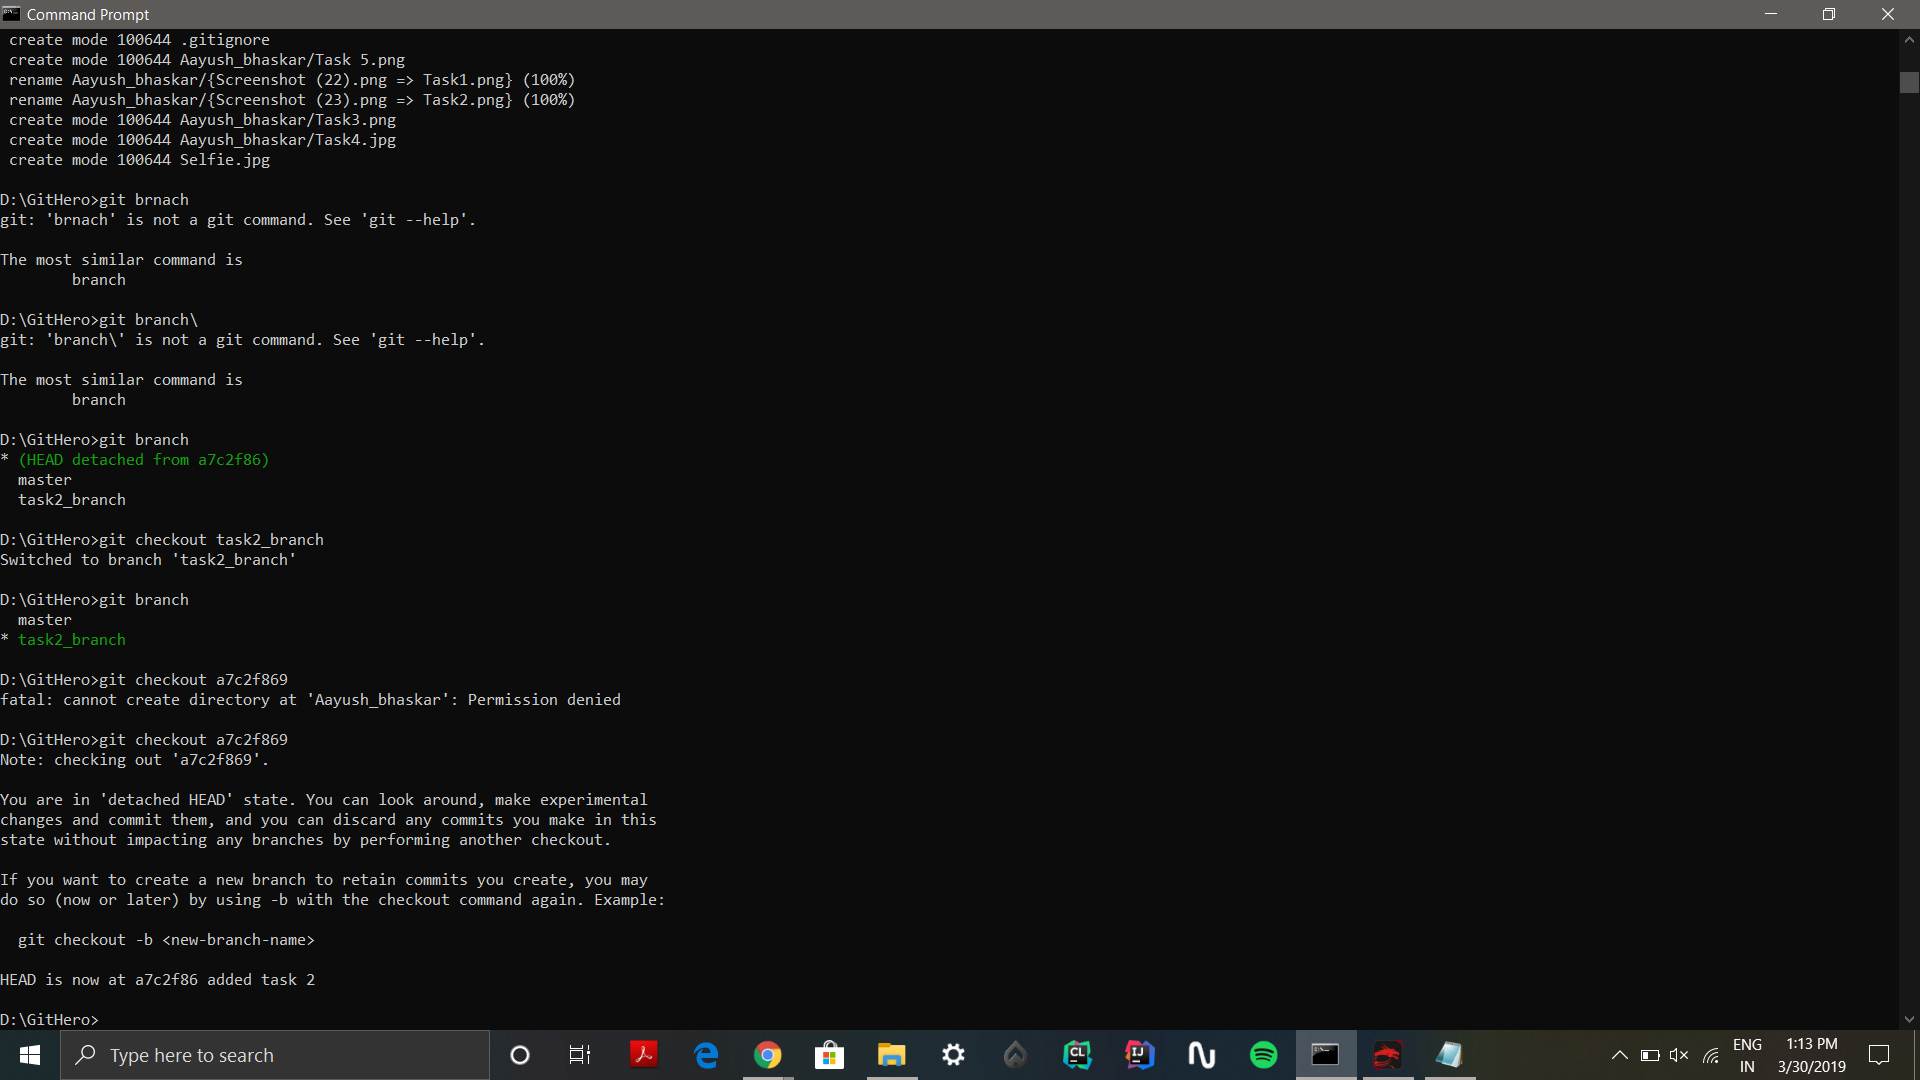 Command Prompt
create mode 100644 .gitignore
create mode 100644 Aayush_bhaskar/Task 5.png
rename Aayush_bhaskar/{Screenshot (22).png => Task1.png} (100%)
rename Aayush_bhaskar/{Screenshot (23).png => Task2.png} (100%)
create mode 100644 Aayush_bhaskar/Task3.png
create mode 100644 Aayush_bhaskar/Task4.jpg
create mode 100644 Selfie.jpg
D:\GitHero>git brnach
git: 'brnach' is not a git command. See 'git --help'.
The most similar command is
branch
D:\GitHero>git branch\
git: 'branch\' is not a git command. See 'git --help'.
The most similar command is
branch
D:\GitHero>git branch
* (HEAD detached from a7c2f86)
master
task2_branch
D:\GitHero>git checkout task2_branch
Switched to branch 'task2_branch'
D:\GitHero>git branch
master
* task2_branch
D:\GitHero>git checkout a7c2f869
fatal: cannot create directory at 'Aayush_bhaskar': Permission denied
D:\GitHero>git checkout a7c2f869
Note: checking out 'a7c2f869'.
You are in 'detached HEAD' state. You can look around, make experimental
changes and commit them, and you can discard any commits you make in this
state without impacting any branches by performing another checkout.
If you want to create a new branch to retain commits you create, you may
do so (now or later) by using -b with the checkout command again. Example:
git checkout -b <new-branch-name>
HEAD is now at a7c2f86 added task 2
D:\GitHero>
Type here to search
CL
IJ
ENG
IN
1:13 PM
3/30/2019